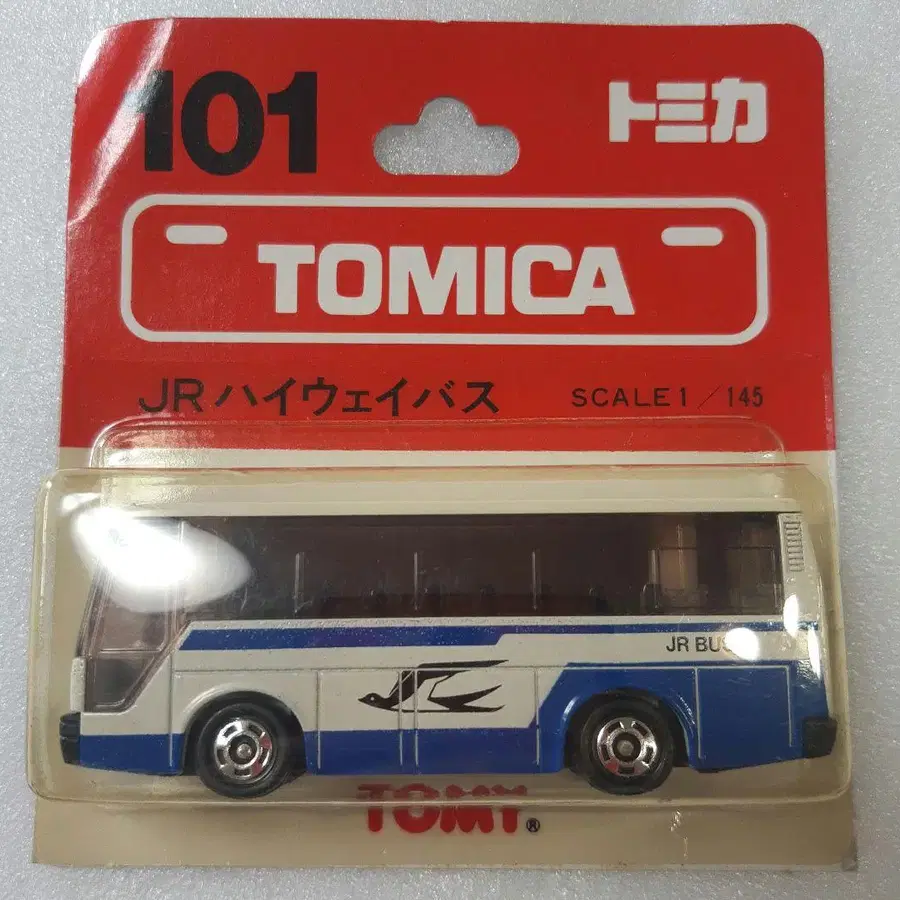 101
トミカ
TOMICA
JRハイウェイバス
SCALE 1/145
JR BUS
TOMY®